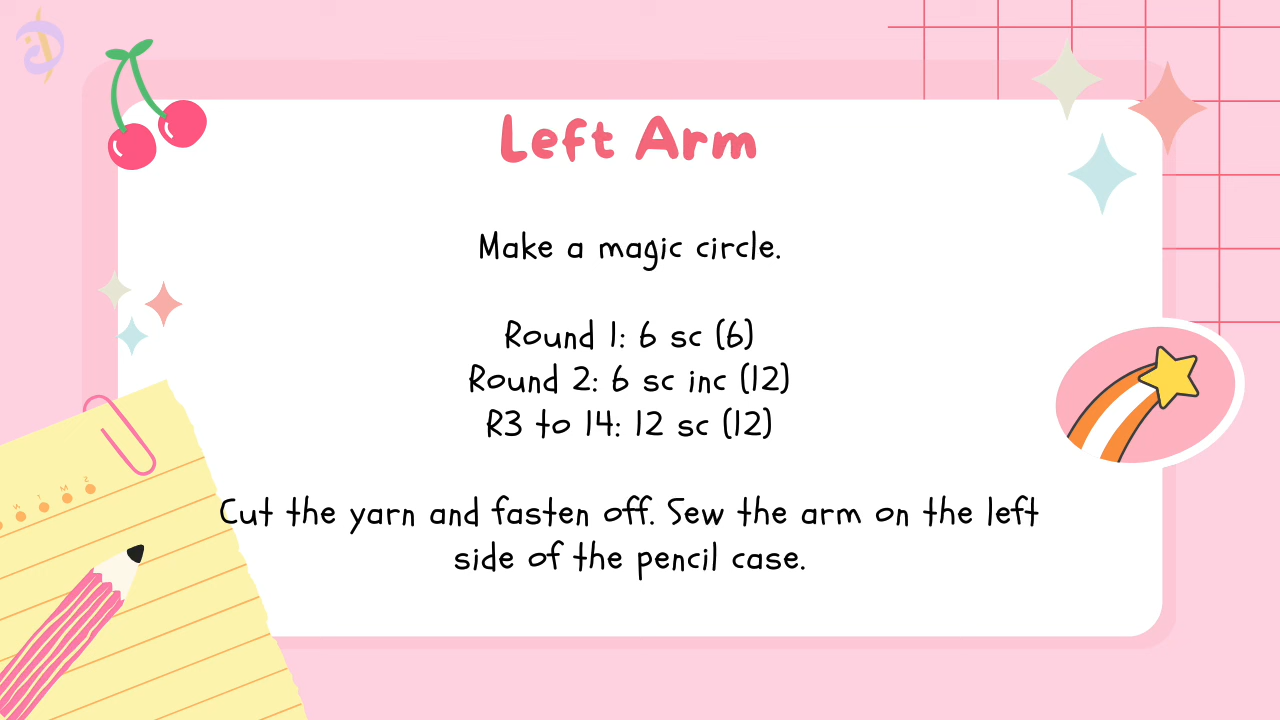 Left Arm
Make a magic circle.
Round 1: 6 sc (6)
Round 2: 6 sc inc (12)
R3 to 14: 12 sc (12)
Cut the yarn and fasten off. Sew the arm on the left
side of the pencil case.
W T M Z